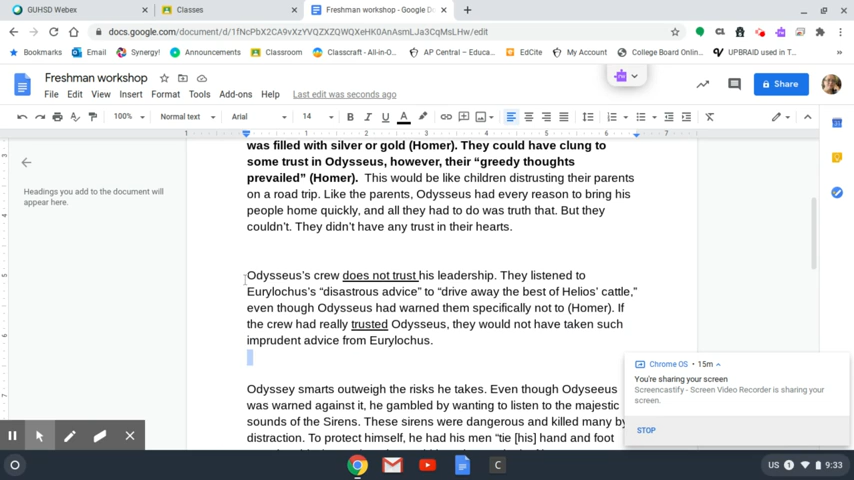 GUHSD Webex
Classes
Freshman workshop - Google D
docs.google.com/document/d/1fNcPbX2CA9vXzYVQZXZQWQXeHK0AnAsmLJa3CqMsLHw/edit
Bookmarks Email Synergy! Announcements Classroom Classcraft - All-in-O... AP Central – Educa... EdCite My Account College Board Onlin... UPBRAID used in T...
Freshman workshop
File Edit View Insert Format Tools Add-ons Help Last edit was seconds ago
Share
100% Normal text Arial 14
Headings you add to the document will
appear here.
was filled with silver or gold (Homer). They could have clung to
some trust in Odysseus, however, their “greedy thoughts
prevailed” (Homer). This would be like children distrusting their parents
on a road trip. Like the parents, Odysseus had every reason to bring his
people home quickly, and all they had to do was truth that. But they
couldn’t. They didn’t have any trust in their hearts.
Odysseus’s crew does not trust his leadership. They listened to
Eurylochus’s “disastrous advice” to “drive away the best of Helios’ cattle,”
even though Odysseus had warned them specifically not to (Homer). If
the crew had really trusted Odysseus, they would not have taken such
imprudent advice from Eurylochus.
Odyssey smarts outweigh the risks he takes. Even though Odyseeus
was warned against it, he gambled by wanting to listen to the majestic
sounds of the Sirens. These sirens were dangerous and killed many by
distraction. To protect himself, he had his men "tie [his] hand and foot
Chrome OS • 15m
You're sharing your screen
Screencastify - Screen Video Recorder is sharing your
screen.
STOP
US 1 9:33